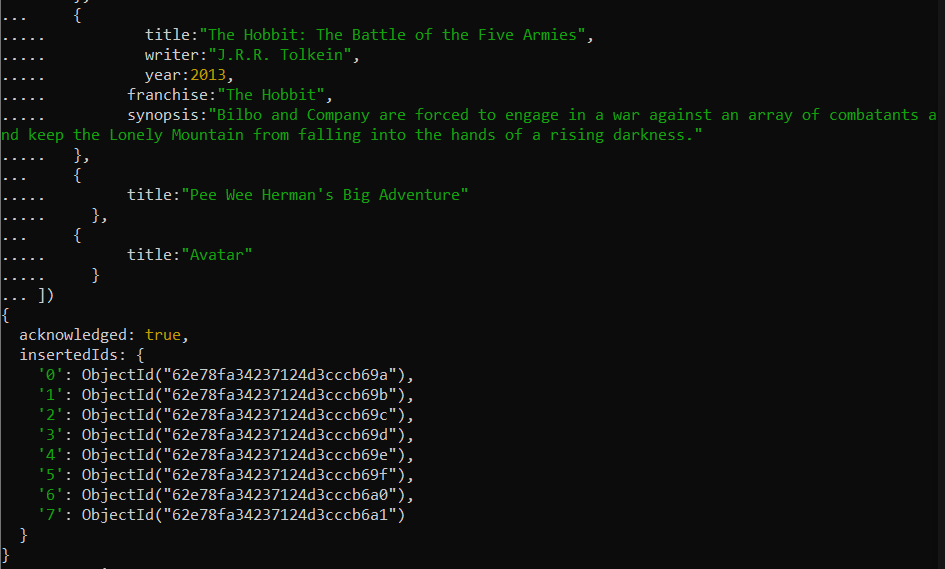 ...     {
.....           title:"The Hobbit: The Battle of the Five Armies",
.....           writer:"J.R.R. Tolkein",
.....           year:2013,
.....         franchise:"The Hobbit",
.....         synopsis:"Bilbo and Company are forced to engage in a war against an array of combatants a
nd keep the Lonely Mountain from falling into the hands of a rising darkness."
.....   },
...     {
.....         title:"Pee Wee Herman's Big Adventure"
.....     },
...     {
.....         title:"Avatar"
.....     }
... ])
{
  acknowledged: true,
  insertedIds: {
    '0': ObjectId("62e78fa34237124d3cccb69a"),
    '1': ObjectId("62e78fa34237124d3cccb69b"),
    '2': ObjectId("62e78fa34237124d3cccb69c"),
    '3': ObjectId("62e78fa34237124d3cccb69d"),
    '4': ObjectId("62e78fa34237124d3cccb69e"),
    '5': ObjectId("62e78fa34237124d3cccb69f"),
    '6': ObjectId("62e78fa34237124d3cccb6a0"),
    '7': ObjectId("62e78fa34237124d3cccb6a1")
  }
}